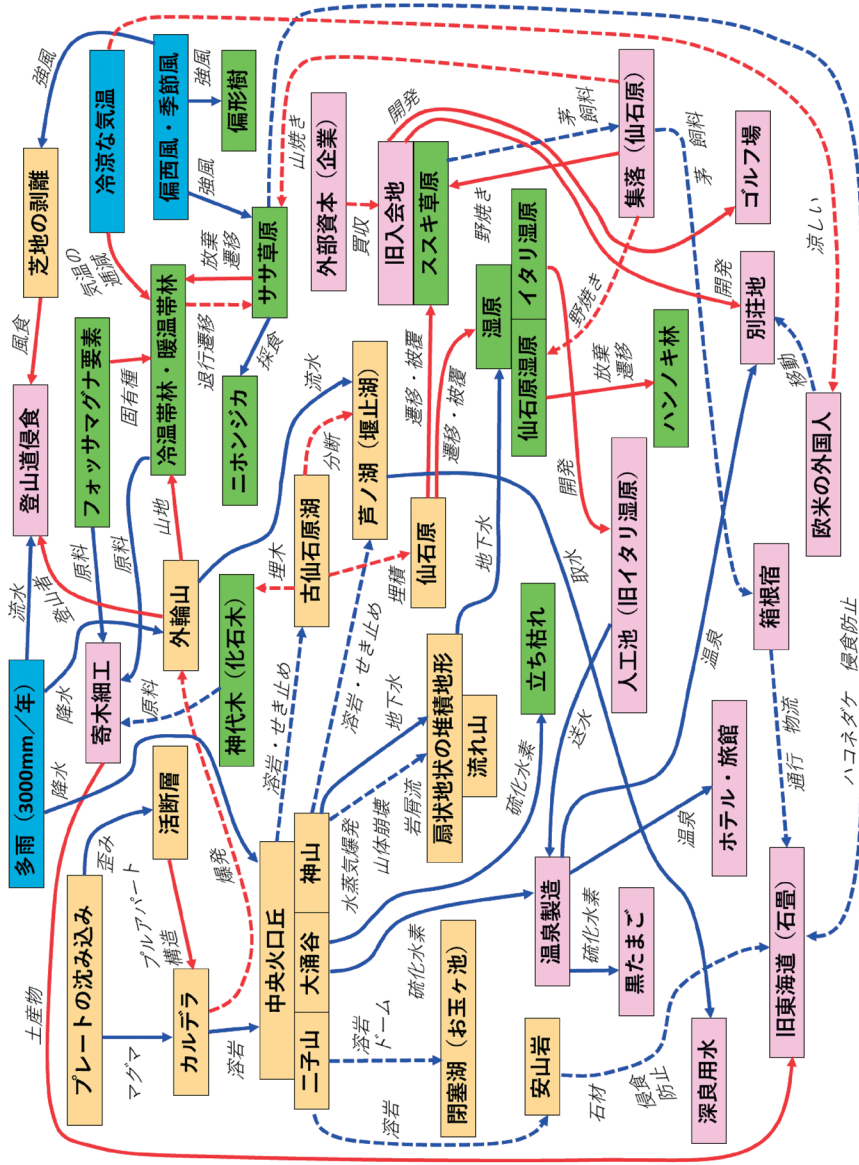 多雨（3000mm／年）
土産物
流水
風食
強風
芝地の剥離
登山道侵食
プレートの沈み込み
歪み
降水
降水
登山者
原料
フォッサマグナ要素
気温の
逓減
冷涼な気温
マグマ
プルアパート
構造
活断層
寄木細工
原料
原料
固有種
偏西風・季節風
強風
強風
カルデラ
爆発
外輪山
山地
冷温帯林・暖温帯林
溶岩
神代木（化石木）
退行遷移
放棄
遷移
偏形樹
中央火口丘
溶岩・せき止め
埋木
流水
ニホンジカ
採食
ササ草原
二子山
大涌谷
神山
古仙石原湖
分断
山焼き
水蒸気爆発
山体崩壊
溶岩・せき止め
芦ノ湖（堰止湖）
外部資本（企業）
溶岩
溶岩
ドーム
硫化水素
岩屑流
地下水
埋積
仙石原
遷移・被覆
買収
旧入会地
開発
閉塞湖（お玉ヶ池）
扇状地状の堆積地形
流れ山
地下水
遷移・被覆
ススキ草原
茅
飼料
野焼き
湿原
硫化水素
立ち枯れ
仙石原湿原
イタリ湿原
安山岩
温泉製造
送水
取水
開発
野焼き
集落（仙石原）
石材
硫化水素
放棄
遷移
黒たまご
人工池（旧イタリ湿原）
ハンノキ林
侵食
防止
温泉
温泉
茅
飼料
深良用水
ホテル・旅館
開発
別荘地
ゴルフ場
旧東海道（石畳）
通行
物流
箱根宿
移動
欧米の外国人
涼しい
ハコネダケ
侵食防止